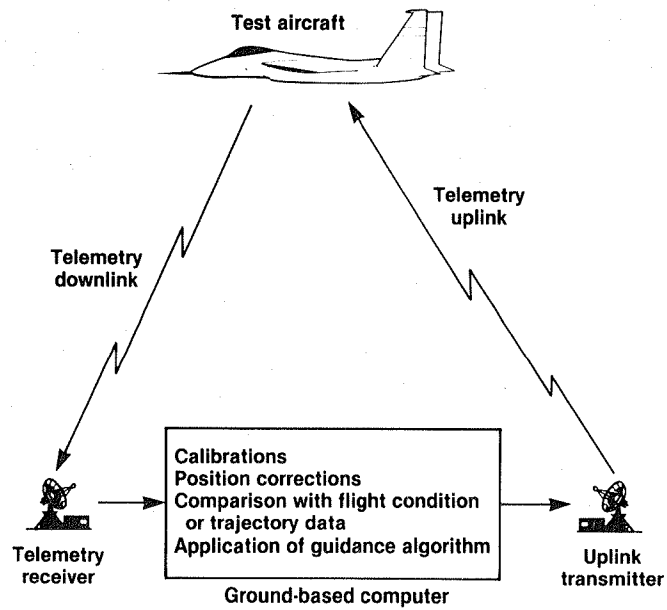 Test aircraft
Telemetry
uplink
Telemetry
downlink
Calibrations
Position corrections
Comparison with flight condition
or trajectory data
Application of guidance algorithm
Telemetry
receiver
Ground-based computer
Uplink
transmitter